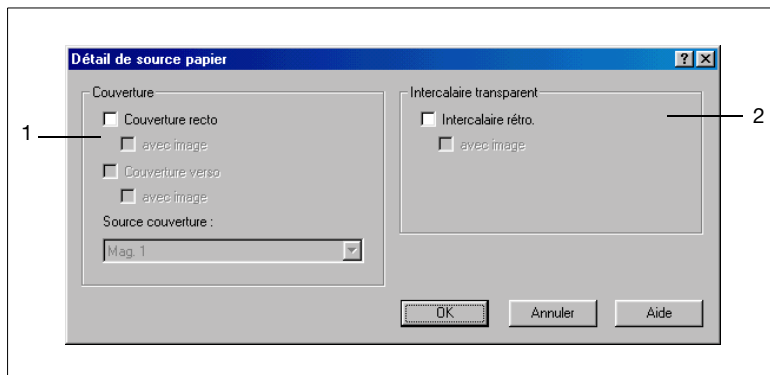 Détail de source papier
Couverture
Couverture recto
avec image
Couverture verso
avec image
Source couverture :
Mag. 1
1
Intercalaire transparent
Intercalaire rétro.
avec image
2
OK
Annuler
Aide